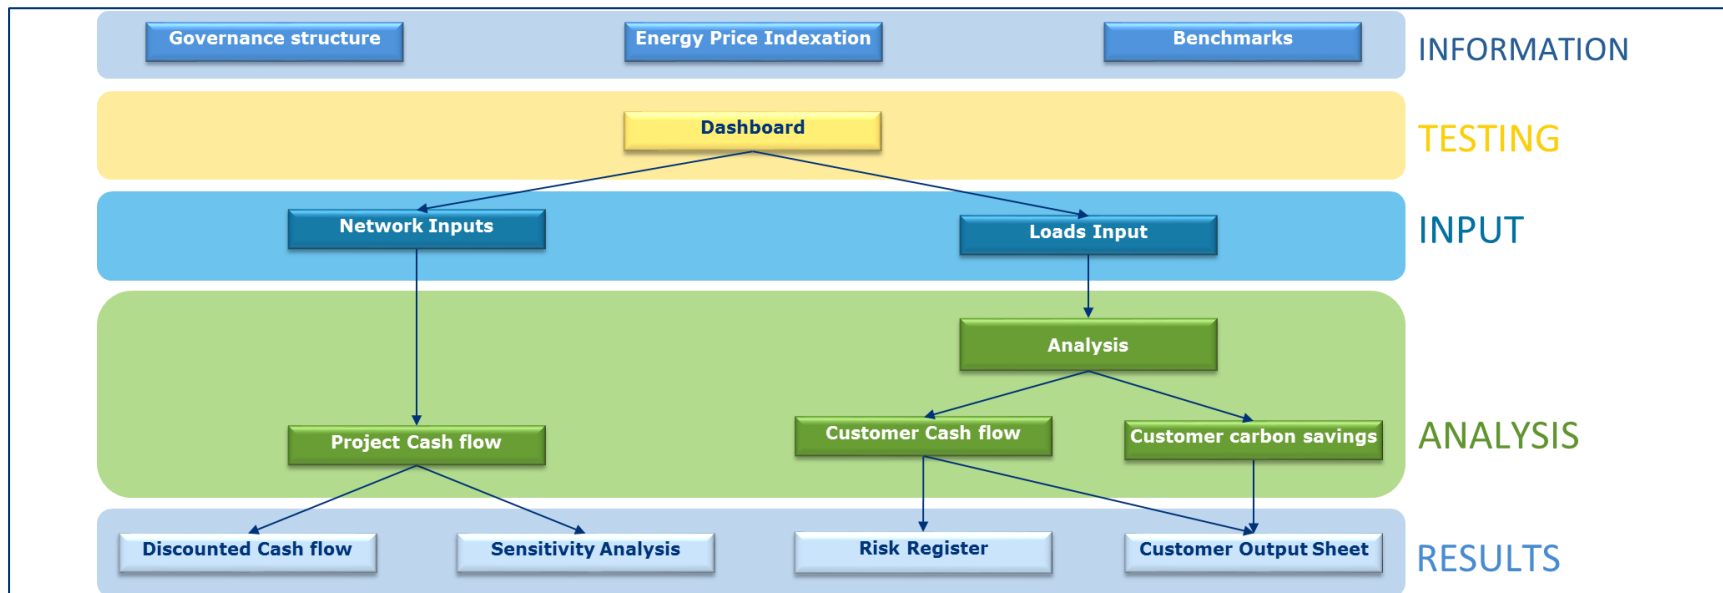 Governance structure
Energy Price Indexation
Benchmarks
INFORMATION
Dashboard
TESTING
Network Inputs
Loads Input
INPUT
Analysis
Project Cash flow
Customer Cash flow
Customer carbon savings
ANALYSIS
Discounted Cash flow
Sensitivity Analysis
Risk Register
Customer Output Sheet
RESULTS